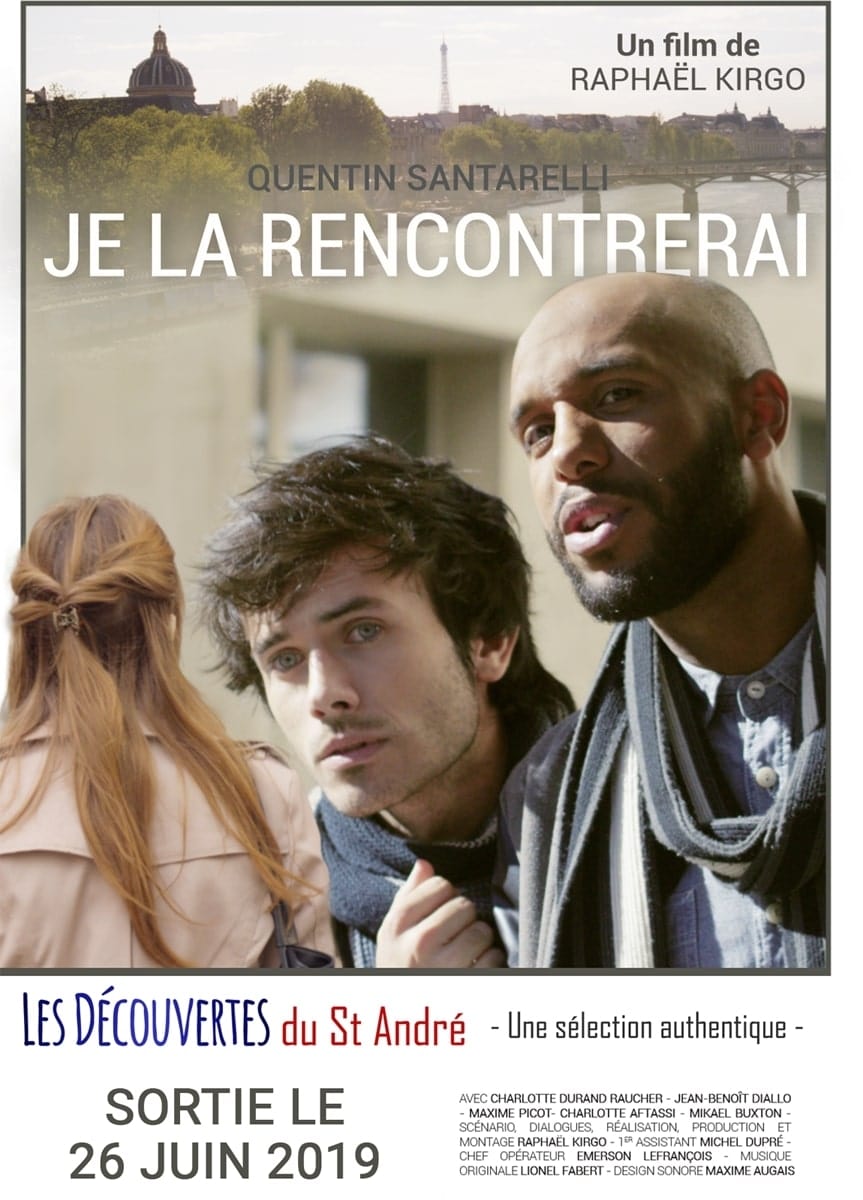 Un film de
RAPHAËL KIRGO
QUENTIN SANTARELLI
JE LA RENCONTRERAI
LES DÉCOUVERTES du St André - Une sélection authentique -
SORTIE LE
26 JUIN 2019
AVEC CHARLOTTE DURAND RAUCHER - JEAN-BENOÎT DIALLO
- MAXIME PICOT- CHARLOTTE AFTASSI - MIKAEL BUXTON -
SCÉNARIO, DIALOGUES, RÉALISATION, PRODUCTION ET
MONTAGE RAPHAËL KIRGO - 1ER ASSISTANT MICHEL DUPRÉ -
CHEF OPÉRATEUR EMERSON LEFRANÇOIS - MUSIQUE
ORIGINALE LIONEL FABERT - DESIGN SONORE MAXIME AUGAIS